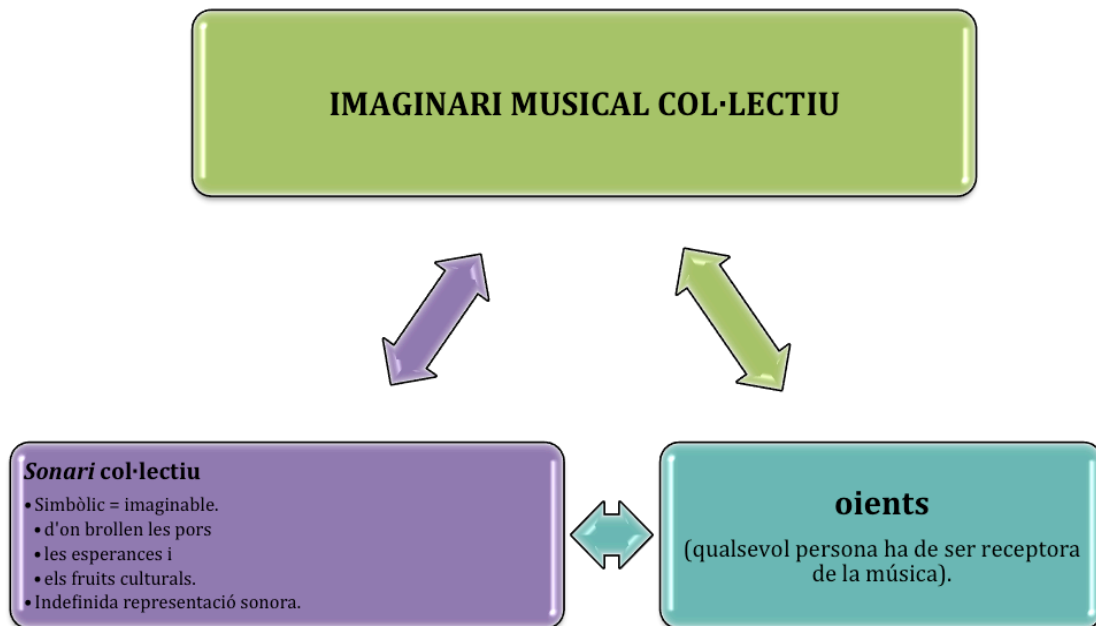 IMAGINARI MUSICAL COL·LECTIU
Sonari col·lectiu
•Simbòlic = imaginable.
•d'on brollen les pors
•les esperances i
•els fruits culturals.
•Indefinida representació sonora.
oients
(qualsevol persona ha de ser receptora
de la música).